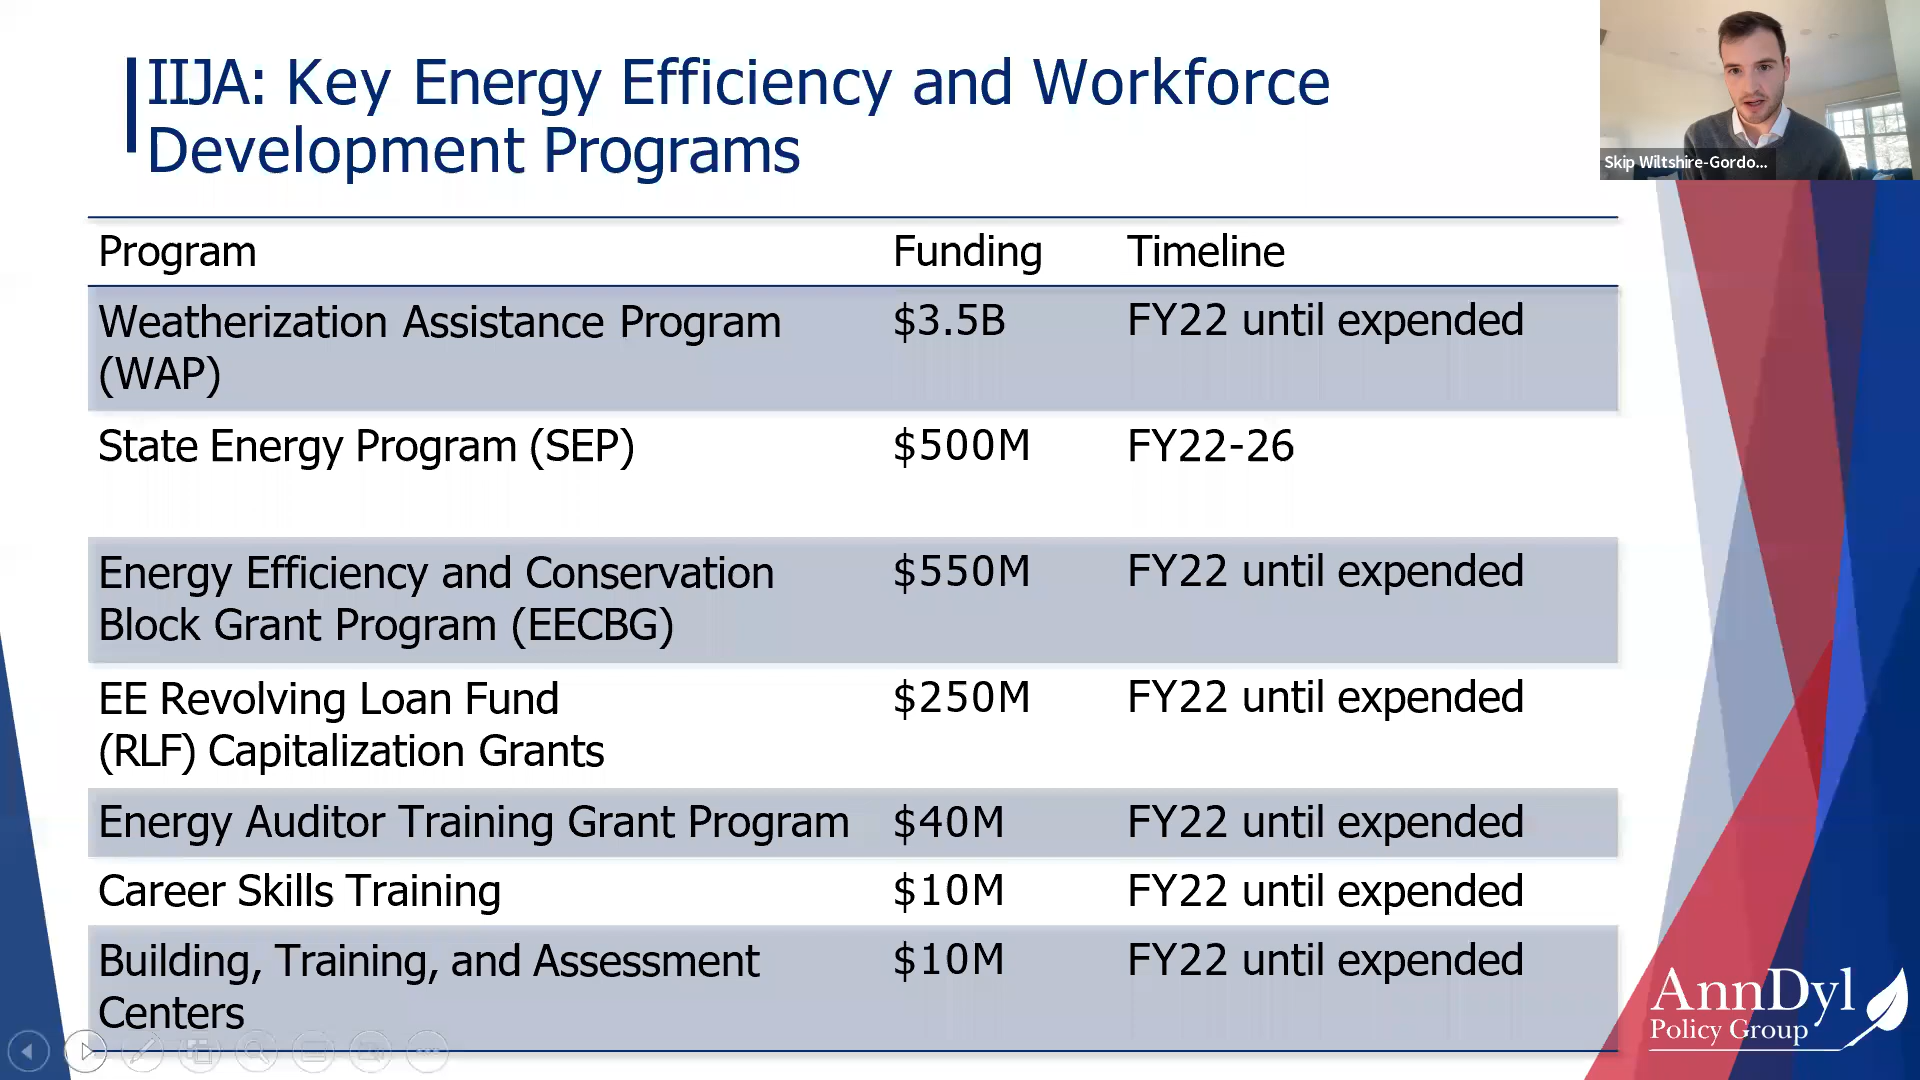 IIJA: Key Energy Efficiency and Workforce
Development Programs
Skip Wiltshire-Gordo...
Program Funding Timeline
Weatherization Assistance Program $3.5B FY22 until expended
(WAP)
State Energy Program (SEP) $500M FY22-26
Energy Efficiency and Conservation $550M FY22 until expended
Block Grant Program (EECBG)
EE Revolving Loan Fund $250M FY22 until expended
(RLF) Capitalization Grants
Energy Auditor Training Grant Program $40M FY22 until expended
Career Skills Training $10M FY22 until expended
Building, Training, and Assessment $10M FY22 until expended
Centers
AnnDyl
Policy Group